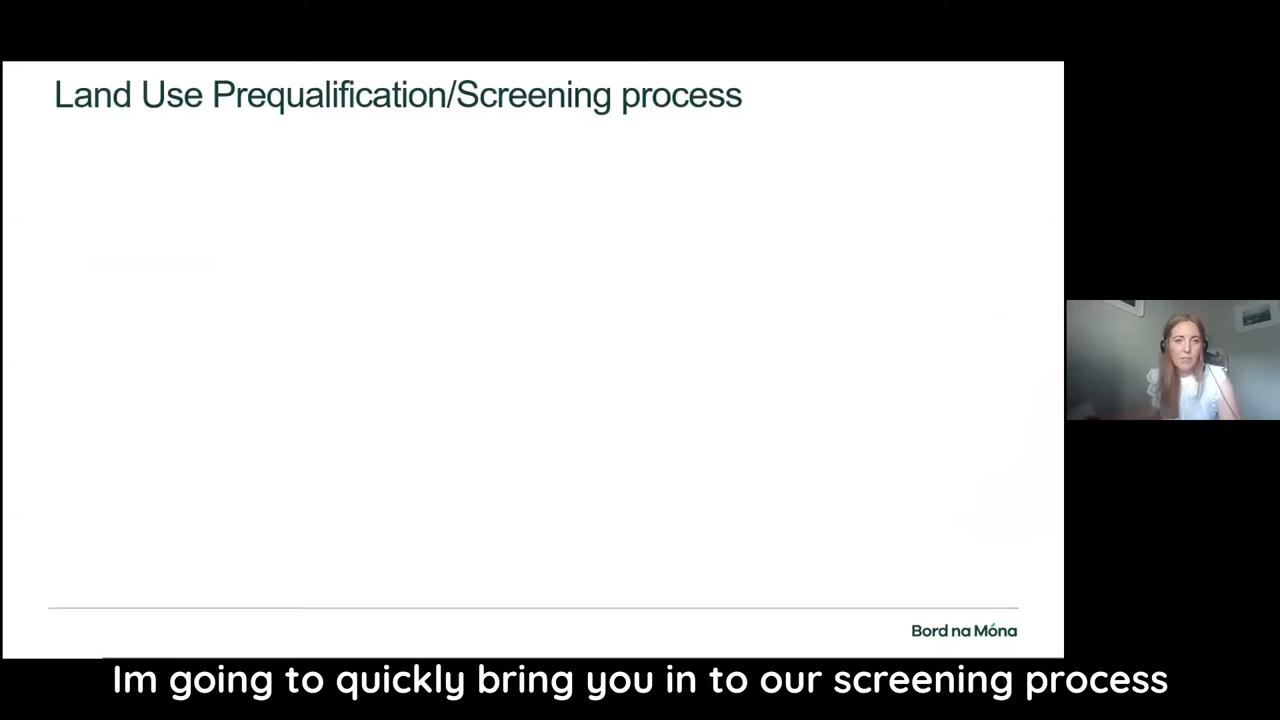 Land Use Prequalification/Screening process
Bord na Móna
Im going to quickly bring you in to our screening process